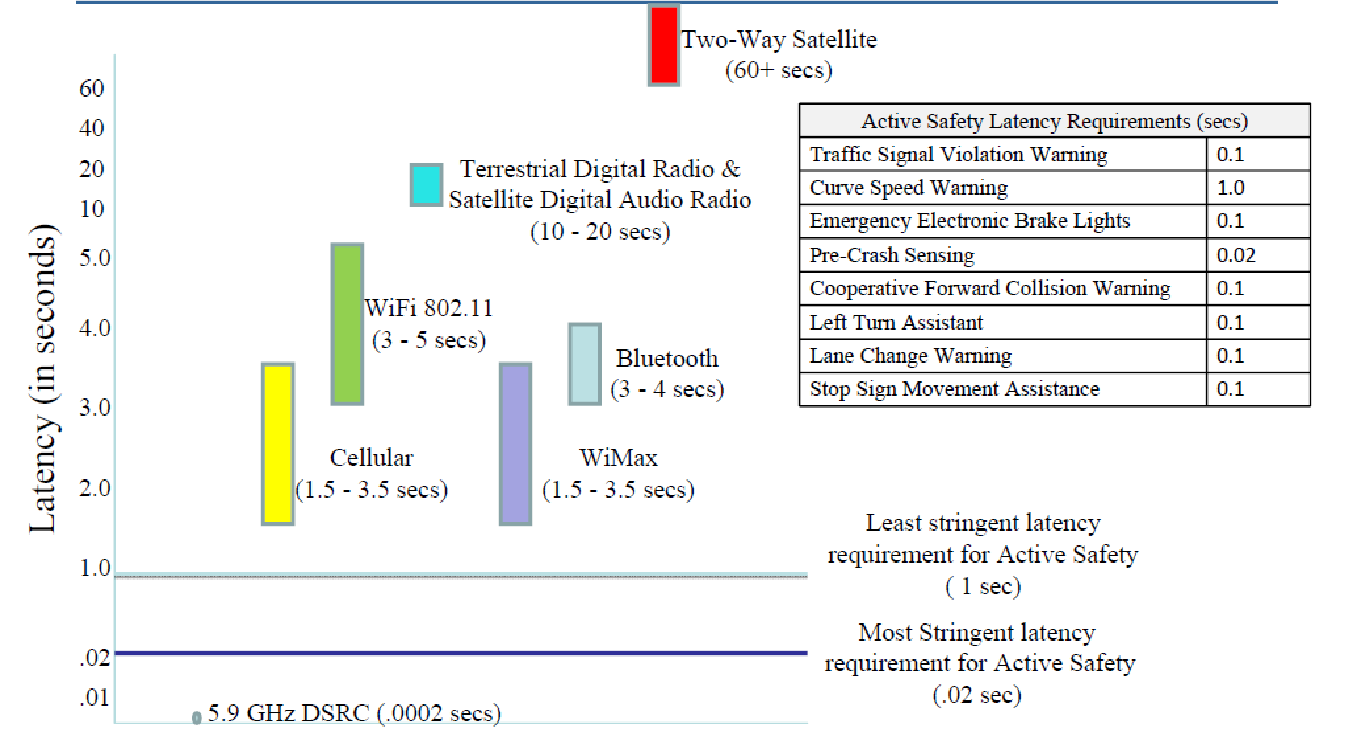 Two-Way Satellite
(60+ secs)
60
40
20
10
5.0
4.0
3.0
2.0
1.0
.02
.01
Latency (in seconds)
Terrestrial Digital Radio &
Satellite Digital Audio Radio
(10 - 20 secs)
WiFi 802.11
(3 - 5 secs)
Bluetooth
(3 - 4 secs)
Cellular
(1.5 - 3.5 secs)
WiMax
(1.5 - 3.5 secs)
Active Safety Latency Requirements (secs)
Traffic Signal Violation Warning 0.1
Curve Speed Warning 1.0
Emergency Electronic Brake Lights 0.1
Pre-Crash Sensing 0.02
Cooperative Forward Collision Warning 0.1
Left Turn Assistant 0.1
Lane Change Warning 0.1
Stop Sign Movement Assistance 0.1
Least stringent latency
requirement for Active Safety
( 1 sec)
Most Stringent latency
requirement for Active Safety
(.02 sec)
5.9 GHz DSRC (.0002 secs)